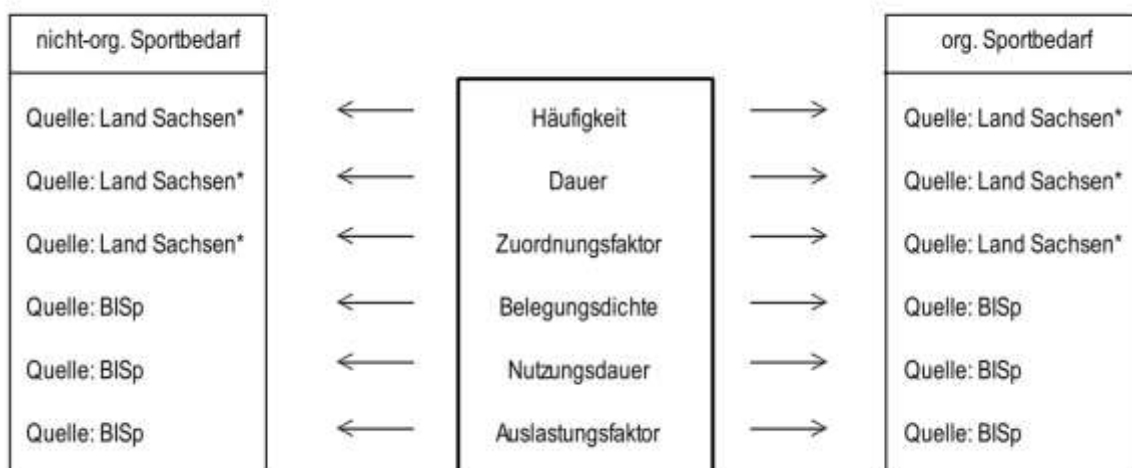 nicht-org. Sportbedarf org. Sportbedarf
Quelle: Land Sachsen* Häufigkeit Quelle: Land Sachsen*
Quelle: Land Sachsen* Dauer Quelle: Land Sachsen*
Quelle: Land Sachsen* Zuordnungsfaktor Quelle: Land Sachsen*
Quelle: BISp Belegungsdichte Quelle: BISp
Quelle: BISp Nutzungsdauer Quelle: BISp
Quelle: BISp Auslastungsfaktor Quelle: BISp